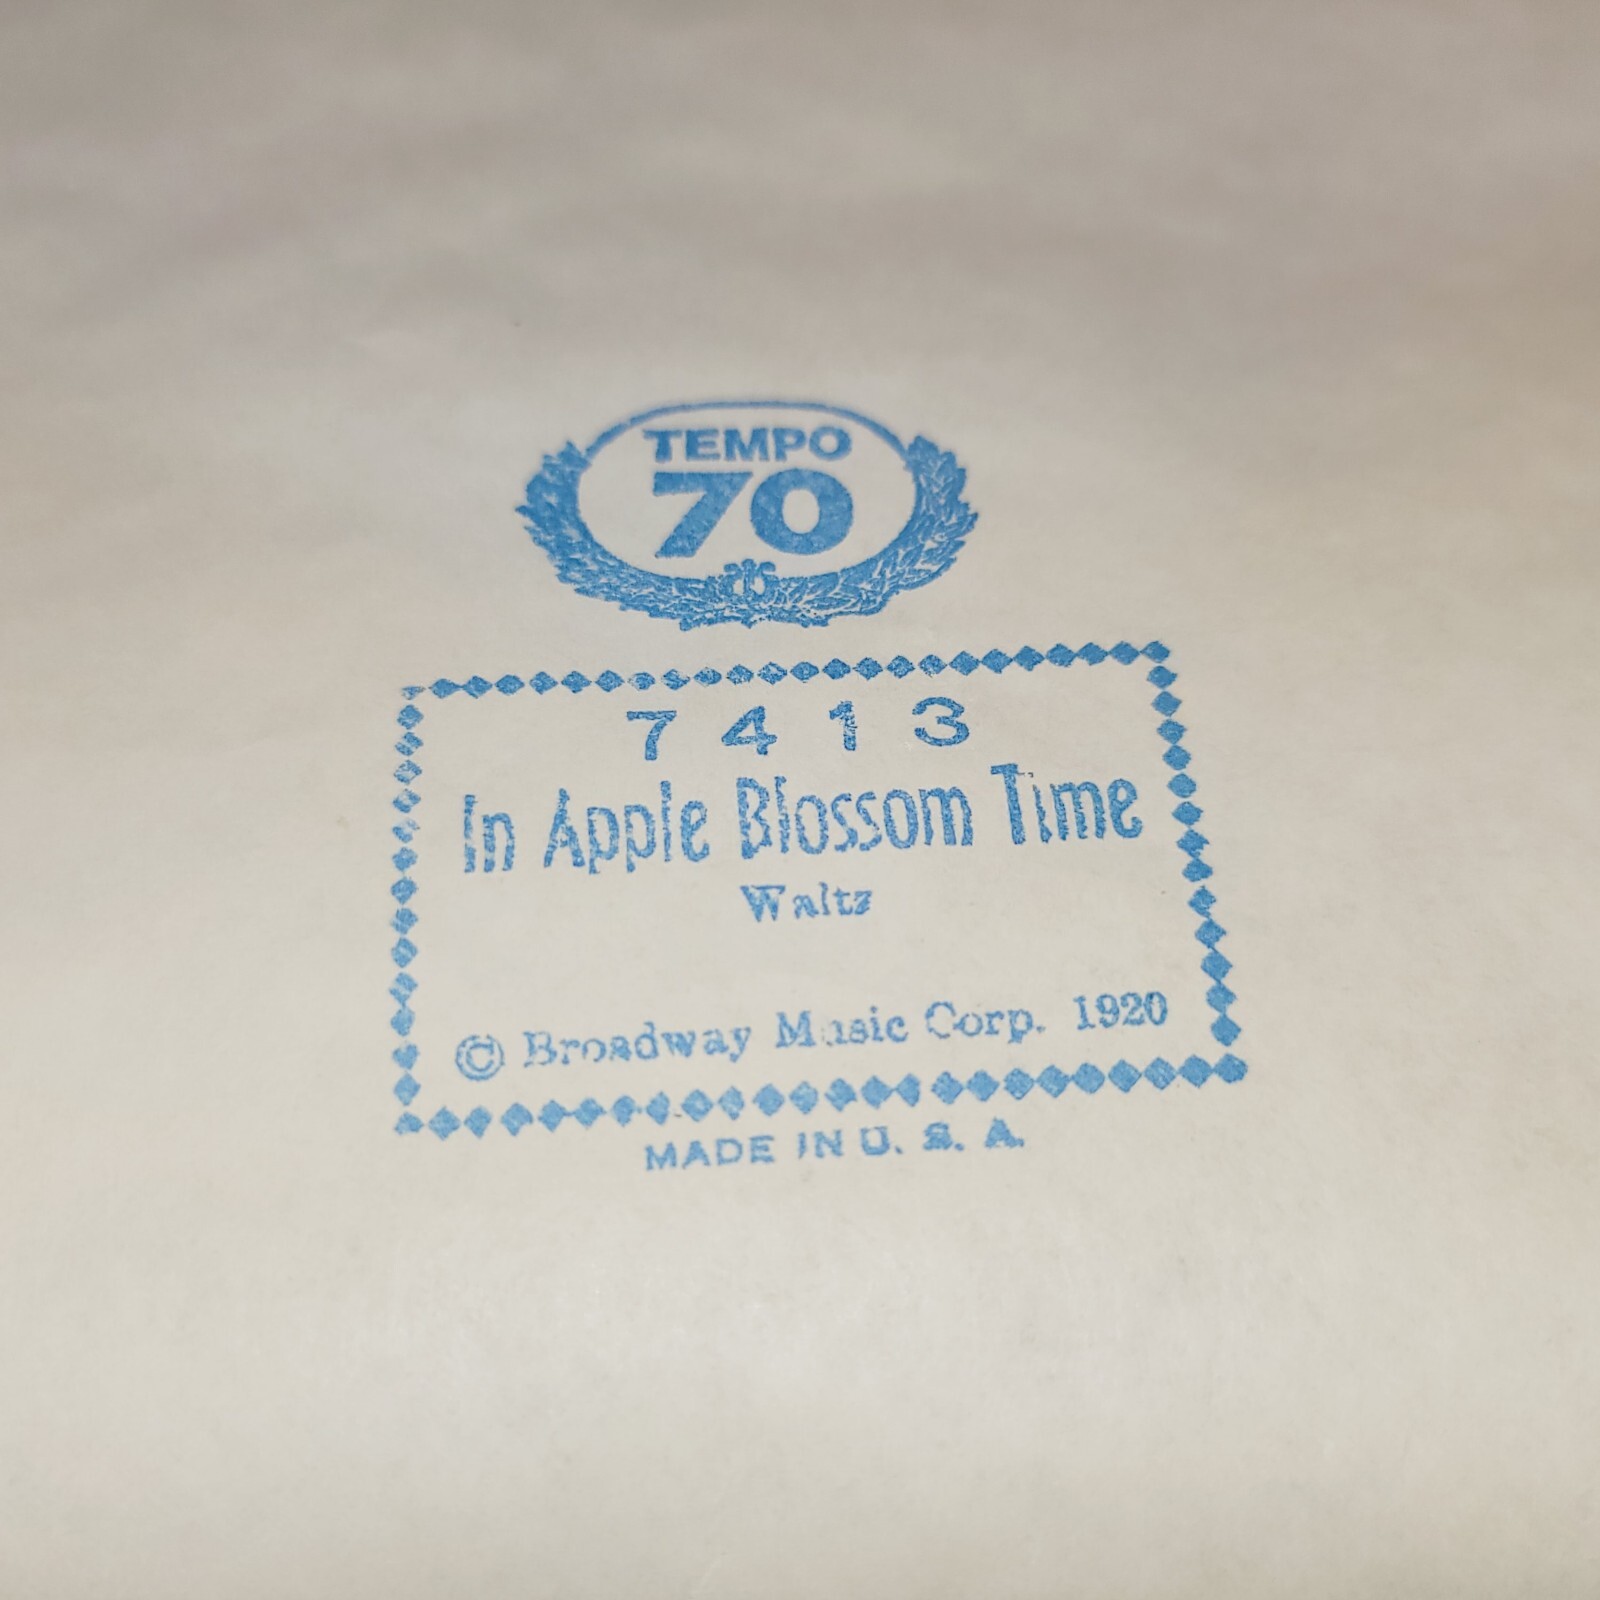 TEMPO
70
7413
In Apple Blossom Time
Waltz
© Broadway Music Corp. 1920
MADE IN U. S. A.